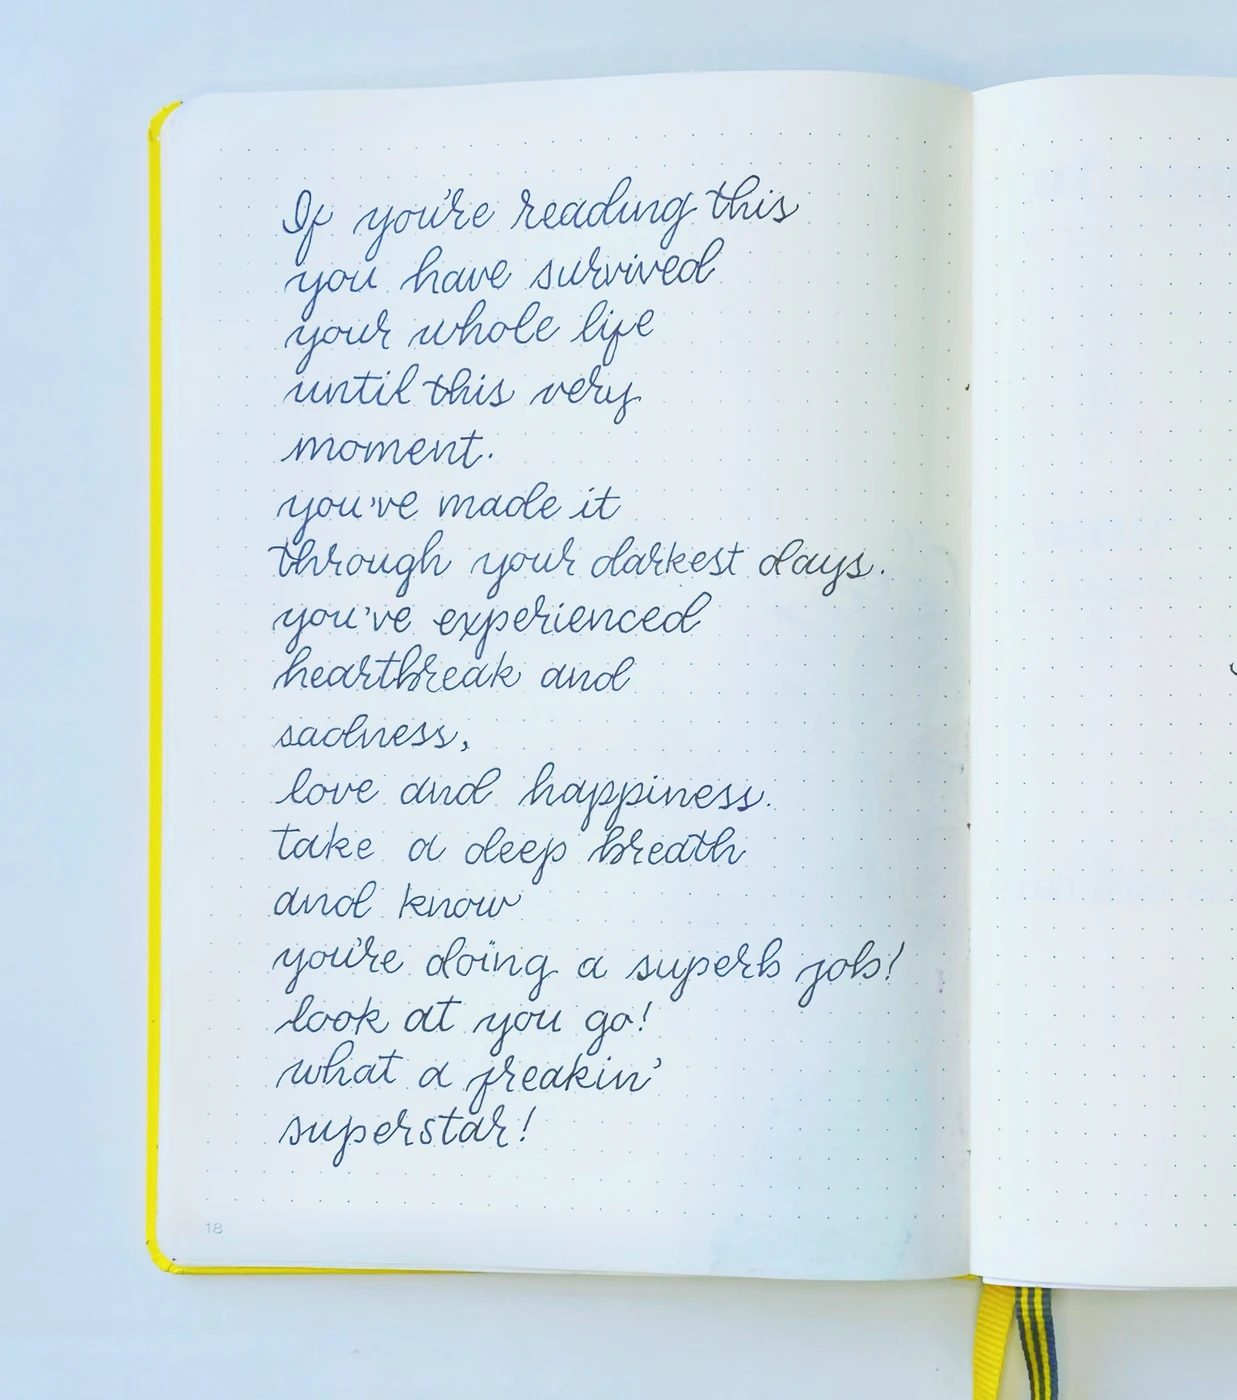 If you're reading this
you have survived
your whole life
until this very
moment.
you've made it
through your darkest days.
you've experienced
heartbreak and
sadness,
love and happiness.
take a deep breath
and know
you're doing a superb job!
look at you go!
what a freakin'
superstar!
18